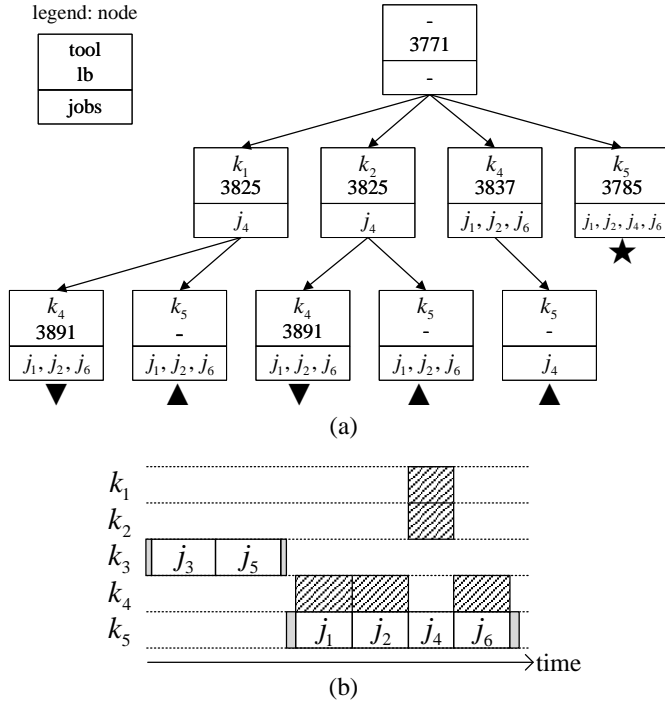 legend: node
tool
lb
jobs
-
3771
-
k₁
3825
j₄
k₂
3825
j₄
k₄
3837
j₁, j₂, j₆
k₅
3785
j₁, j₂, j₄, j₆
k₄
3891
j₁, j₂, j₆
k₅
-
j₁, j₂, j₆
k₄
3891
j₁, j₂, j₆
k₅
-
j₁, j₂, j₆
k₅
-
j₄
(a)
k₁
k₂
k₃ j₃ j₅
k₄
k₅ j₁ j₂ j₄ j₆
time
(b)